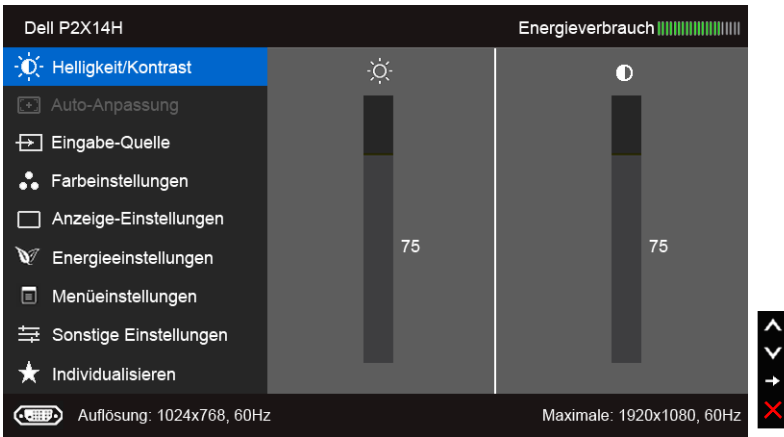 Dell P2X14H
Energieverbrauch
Helligkeit/Kontrast
Auto-Anpassung
Eingabe-Quelle
Farbeinstellungen
Anzeige-Einstellungen
Energieeinstellungen
Menüeinstellungen
Sonstige Einstellungen
Individualisieren
75
75
Auflösung: 1024x768, 60Hz
Maximale: 1920x1080, 60Hz